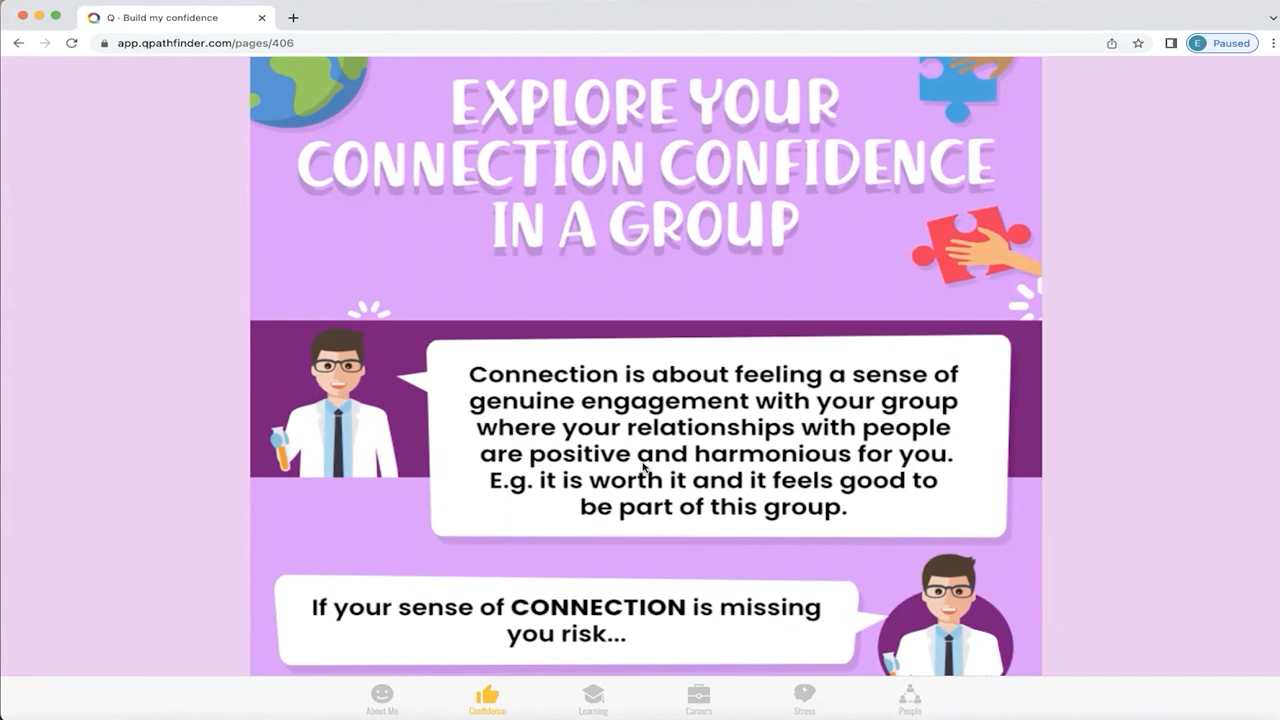 Q - Build my confidence
app.qpathfinder.com/pages/406
E
Paused
EXPLORE YOUR
CONNECTION CONFIDENCE
IN A GROUP
Connection is about feeling a sense of
genuine engagement with your group
where your relationships with people
are positive and harmonious for you.
E.g. it is worth it and it feels good to
be part of this group.
If your sense of CONNECTION is missing
you risk...
About Me
Confidence
Learning
Careers
Stress
People